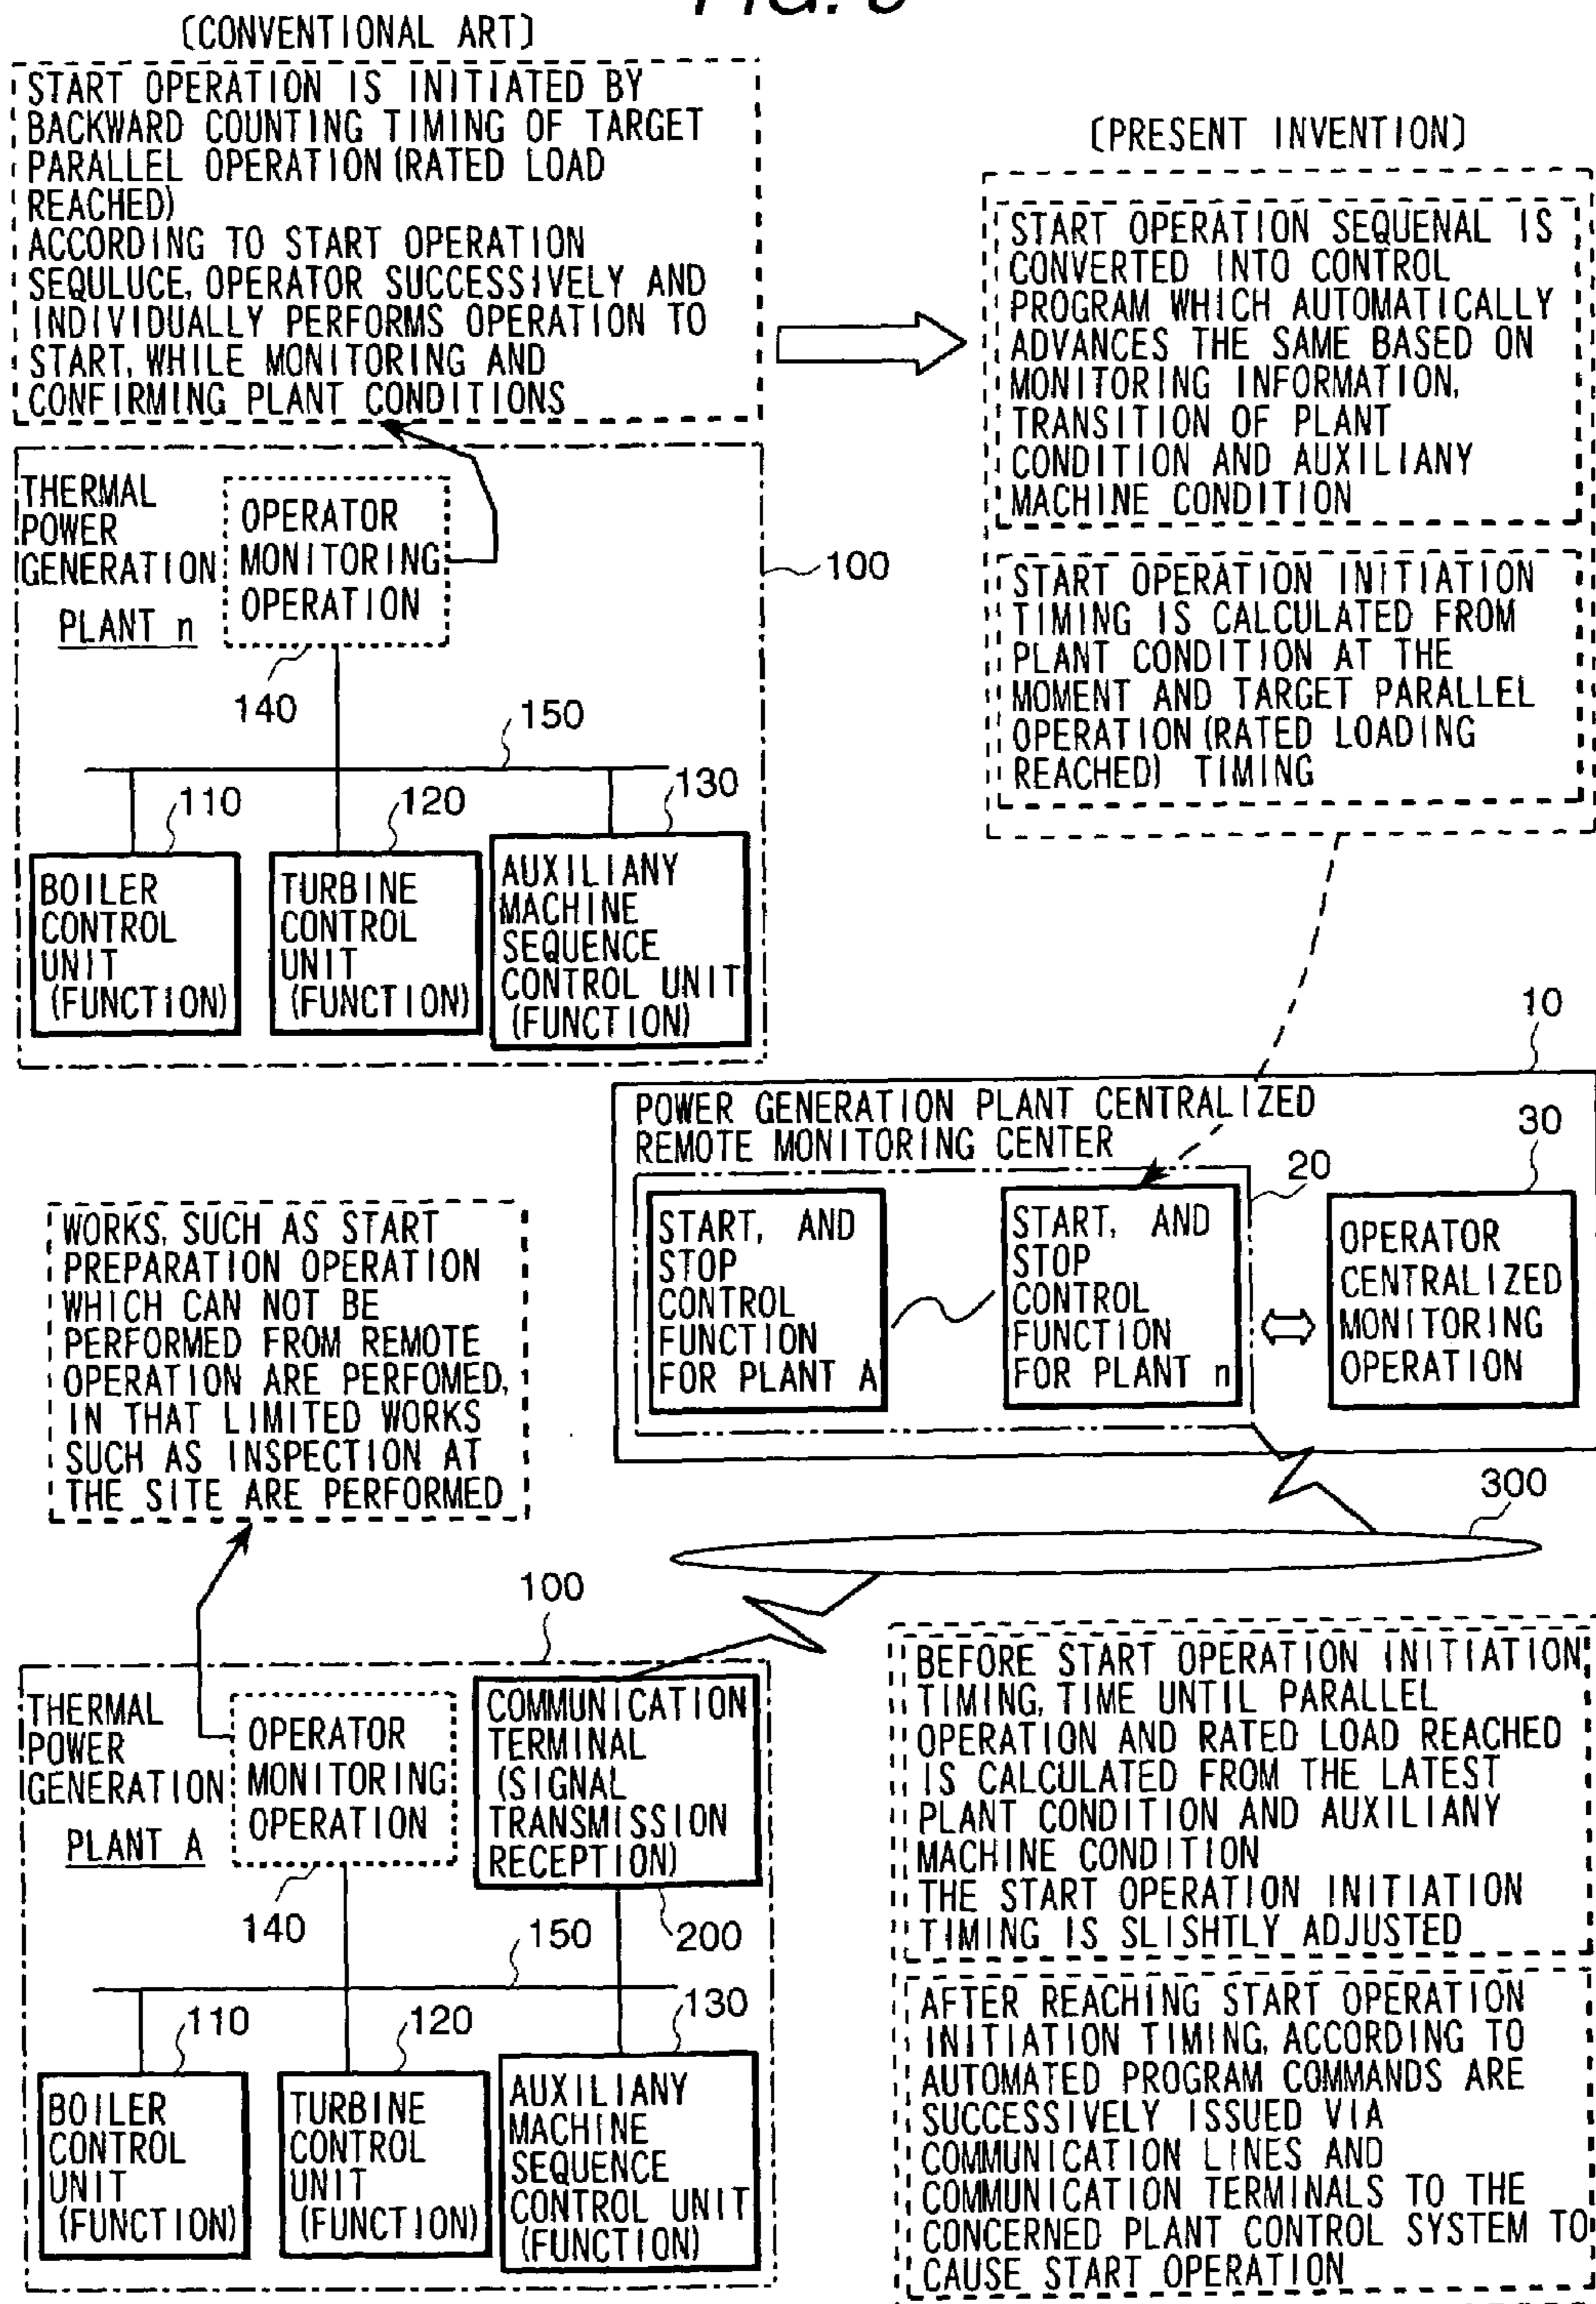 (CONVENTIONAL ART)
START OPERATION IS INITIATED BY
BACKWARD COUNTING TIMING OF TARGET
PARALLEL OPERATION (RATED LOAD
REACHED)
ACCORDING TO START OPERATION
SEQULUCE, OPERATOR SUCCESSIVELY AND
INDIVIDUALLY PERFORMS OPERATION TO
START, WHILE MONITORING AND
CONFIRMING PLANT CONDITIONS
(PRESENT INVENTION)
START OPERATION SEQUENAL IS
CONVERTED INTO CONTROL
PROGRAM WHICH AUTOMATICALLY
ADVANCES THE SAME BASED ON
MONITORING INFORMATION,
TRANSITION OF PLANT
CONDITION AND AUXILIANY
MACHINE CONDITION
START OPERATION INITIATION
TIMING IS CALCULATED FROM
PLANT CONDITION AT THE
MOMENT AND TARGET PARALLEL
OPERATION (RATED LOADING
REACHED) TIMING
THERMAL
POWER
GENERATION
PLANT n
OPERATOR
MONITORING
OPERATION
100
140
150
110
120
130
BOILER
CONTROL
UNIT
(FUNCTION)
TURBINE
CONTROL
UNIT
(FUNCTION)
AUXILIANY
MACHINE
SEQUENCE
CONTROL UNIT
(FUNCTION)
10
POWER GENERATION PLANT CENTRALIZED
REMOTE MONITORING CENTER
20
30
START, AND
STOP
CONTROL
FUNCTION
FOR PLANT A
START, AND
STOP
CONTROL
FUNCTION
FOR PLANT n
OPERATOR
CENTRALIZED
MONITORING
OPERATION
WORKS, SUCH AS START
PREPARATION OPERATION
WHICH CAN NOT BE
PERFORMED FROM REMOTE
OPERATION ARE PERFOMED,
IN THAT LIMITED WORKS
SUCH AS INSPECTION AT
THE SITE ARE PERFORMED
300
100
THERMAL
POWER
GENERATION
PLANT A
OPERATOR
MONITORING
OPERATION
COMMUNICATION
TERMINAL
(SIGNAL
TRANSMISSION
RECEPTION)
140
150
200
110
120
130
BOILER
CONTROL
UNIT
(FUNCTION)
TURBINE
CONTROL
UNIT
(FUNCTION)
AUXILIANY
MACHINE
SEQUENCE
CONTROL UNIT
(FUNCTION)
BEFORE START OPERATION INITIATION
TIMING, TIME UNTIL PARALLEL
OPERATION AND RATED LOAD REACHED
IS CALCULATED FROM THE LATEST
PLANT CONDITION AND AUXILIANY
MACHINE CONDITION
THE START OPERATION INITIATION
TIMING IS SLISHTLY ADJUSTED
AFTER REACHING START OPERATION
INITIATION TIMING, ACCORDING TO
AUTOMATED PROGRAM COMMANDS ARE
SUCCESSIVELY ISSUED VIA
COMMUNICATION LINES AND
COMMUNICATION TERMINALS TO THE
CONCERNED PLANT CONTROL SYSTEM TO
CAUSE START OPERATION